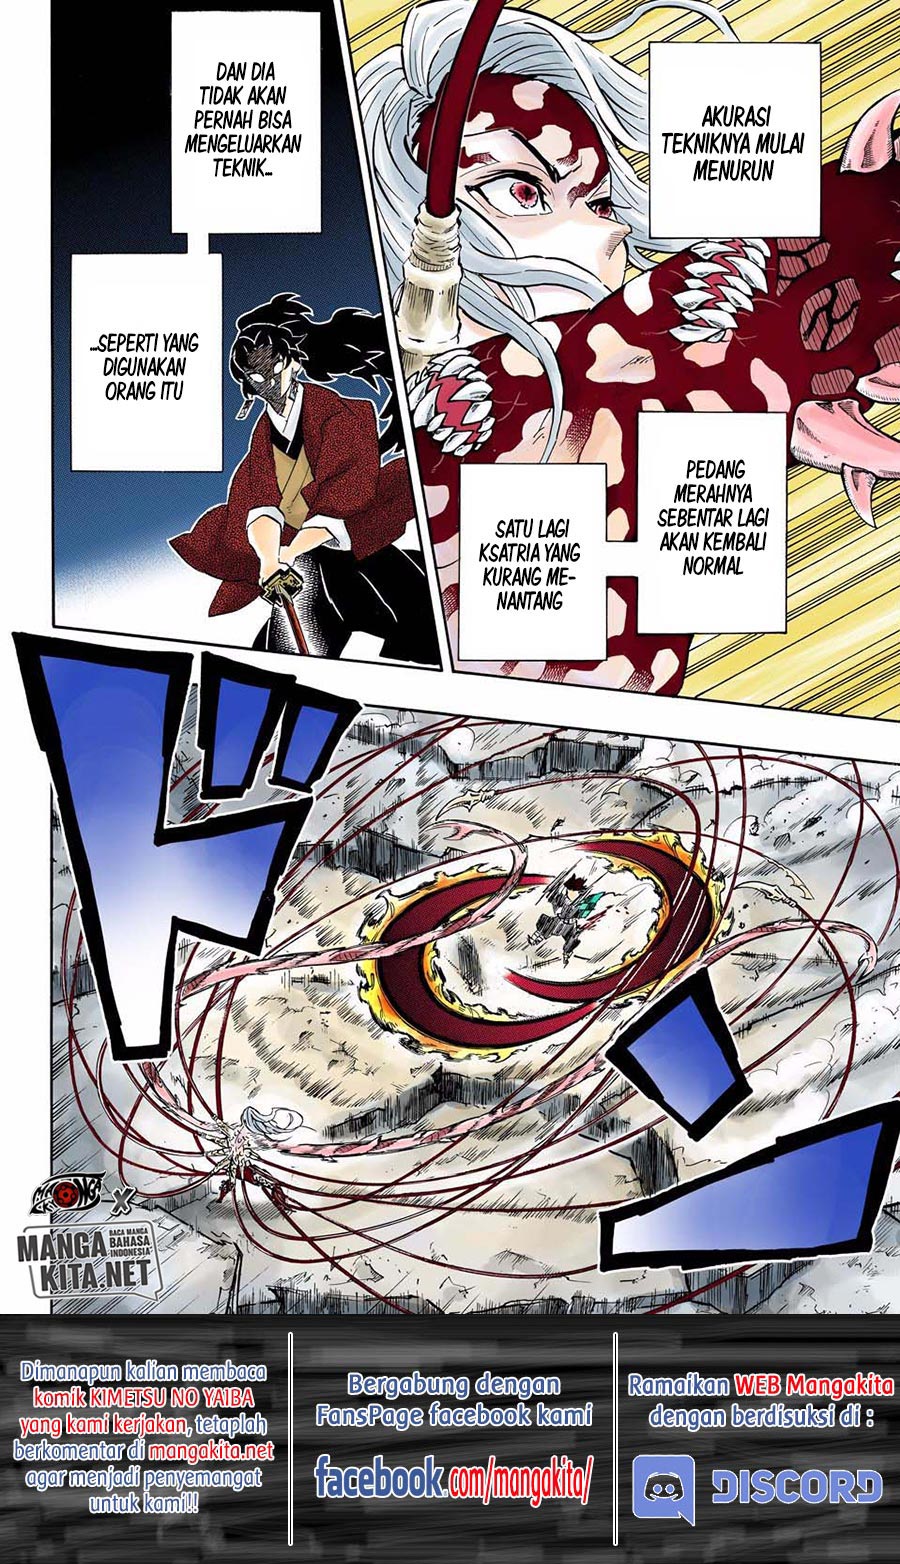 AKURASI
TEKNIKNYA MULAI
MENURUN
PEDANG
MERAHNYA
SEBENTAR LAGI
AKAN KEMBALI
NORMAL
SATU LAGI
KSATRIA YANG
KURANG ME-
NANTANG
DAN DIA
TIDAK AKAN
PERNAH BISA
MENGELUARKAN
TEKNIK...
...SEPERTI YANG
DIGUNAKAN
ORANG ITU
ドドド
X
MANGA
KITA.NET
BACA MANGA
BAHASA
INDONESIA
Dimanapun kalian membaca
komik KIMETSU NO YAIBA
yang kami kerjakan, tetaplah
berkomentar di mangakita.net
agar menjadi penyemangat
untuk kami!!
Bergabung dengan
FansPage facebook kami
facebook.com/mangakita/
Ramaikan WEB Mangakita
dengan berdisuksi di :
DISCORD